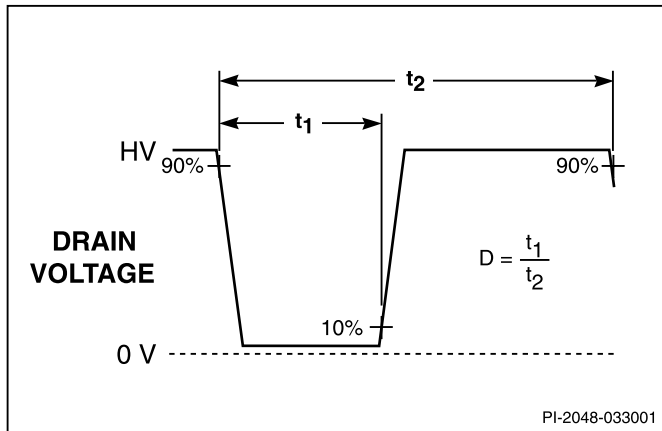 t2
t1
HV
90%
90%
DRAIN
VOLTAGE
D = t1
t2
10%
0 V
PI-2048-033001